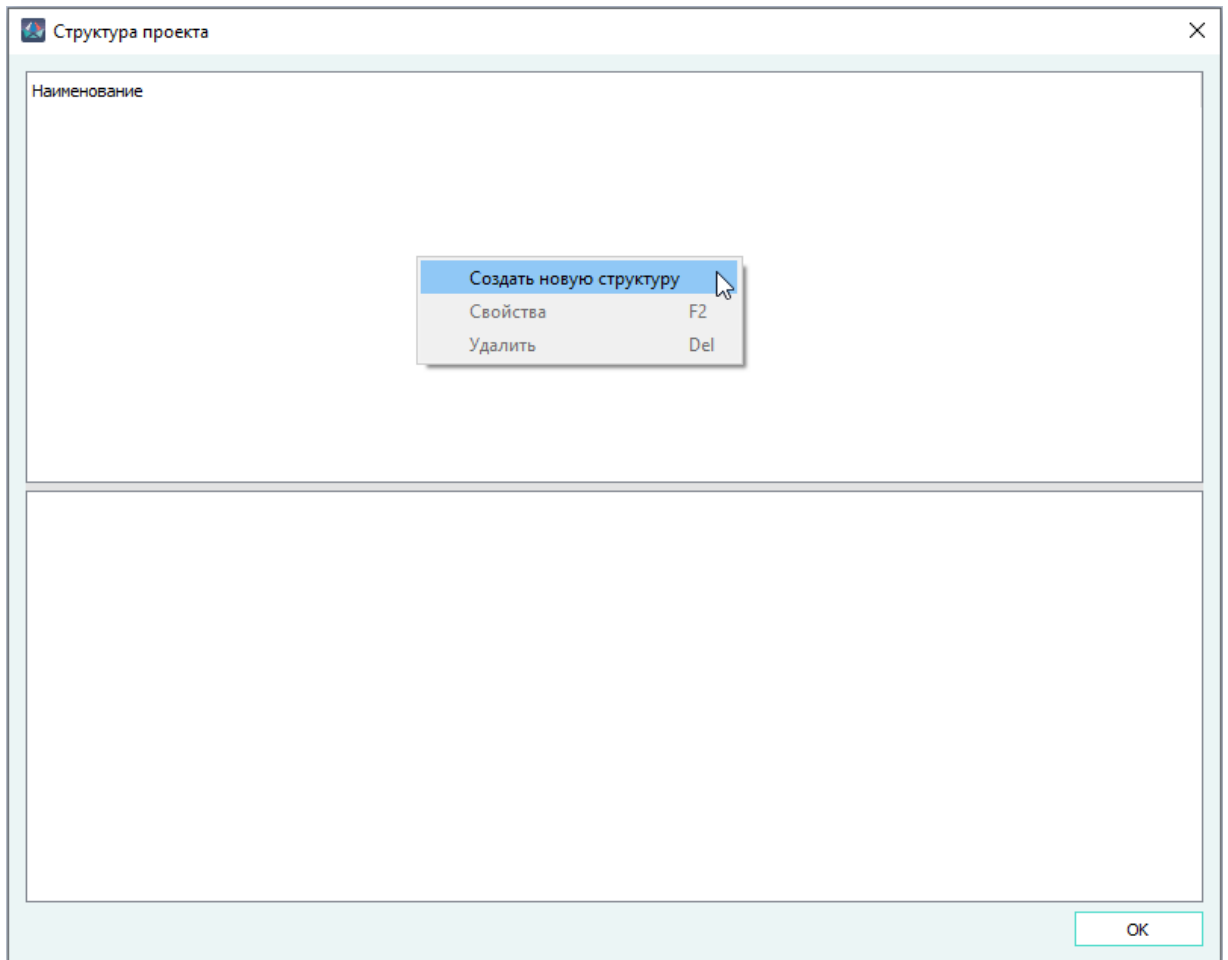 Структура проекта
Наименование
Создать новую структуру
Свойства F2
Удалить Del
OK